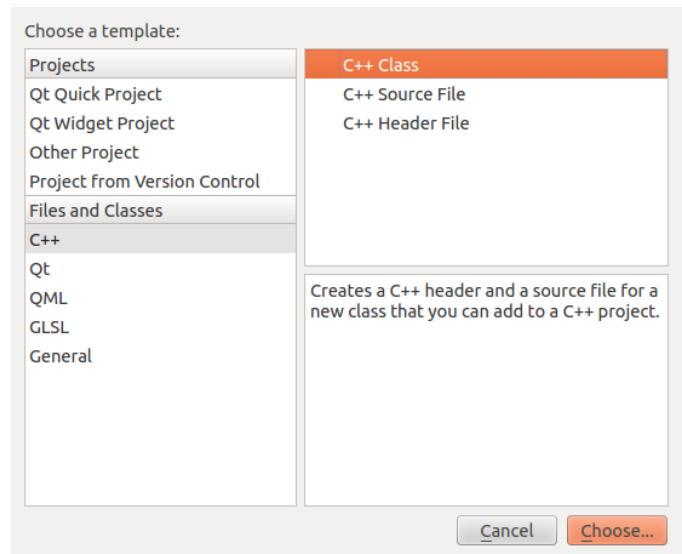 Choose a template:
Projects
Qt Quick Project
Qt Widget Project
Other Project
Project from Version Control
Files and Classes
C++
Qt
QML
GLSL
General
C++ Class
C++ Source File
C++ Header File
Creates a C++ header and a source file for a
new class that you can add to a C++ project.
Cancel
Choose...